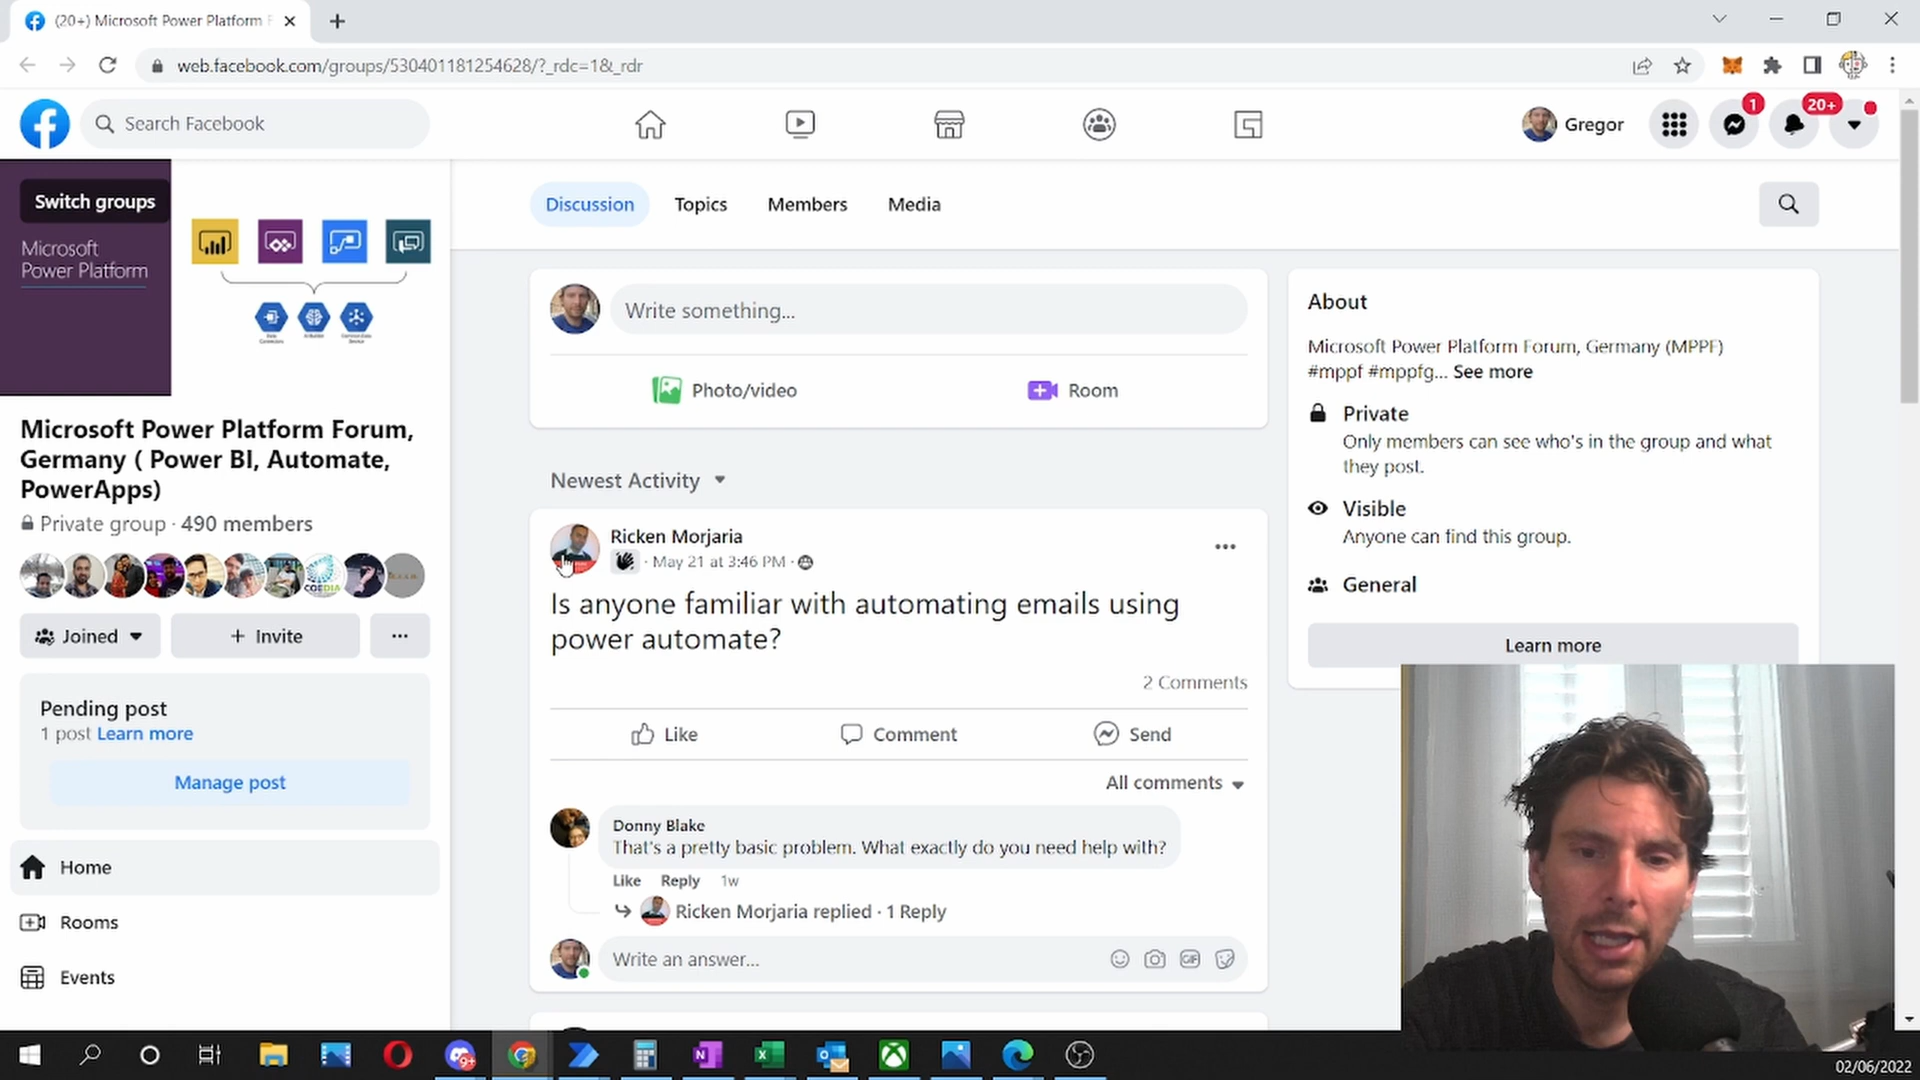 (20+) Microsoft Power Platform F
web.facebook.com/groups/530401181254628/?_rdc=1&_rdr
Search Facebook
Gregor
1
20+
Switch groups
Microsoft
Power Platform
Discussion
Topics
Members
Media
Write something...
Photo/video
Room
Newest Activity
Ricken Morjaria
· May 21 at 3:46 PM ·
Is anyone familiar with automating emails using
power automate?
2 Comments
Like
Comment
Send
All comments
Donny Blake
That's a pretty basic problem. What exactly do you need help with?
Like Reply 1w
Ricken Morjaria replied · 1 Reply
Write an answer...
GIF
About
Microsoft Power Platform Forum, Germany (MPPF)
#mppf #mppfg... See more
Private
Only members can see who's in the group and what
they post.
Visible
Anyone can find this group.
General
Learn more
Microsoft Power Platform Forum,
Germany ( Power BI, Automate,
PowerApps)
Private group · 490 members
Joined
+ Invite
Pending post
1 post Learn more
Manage post
Home
Rooms
Events
02/06/2022